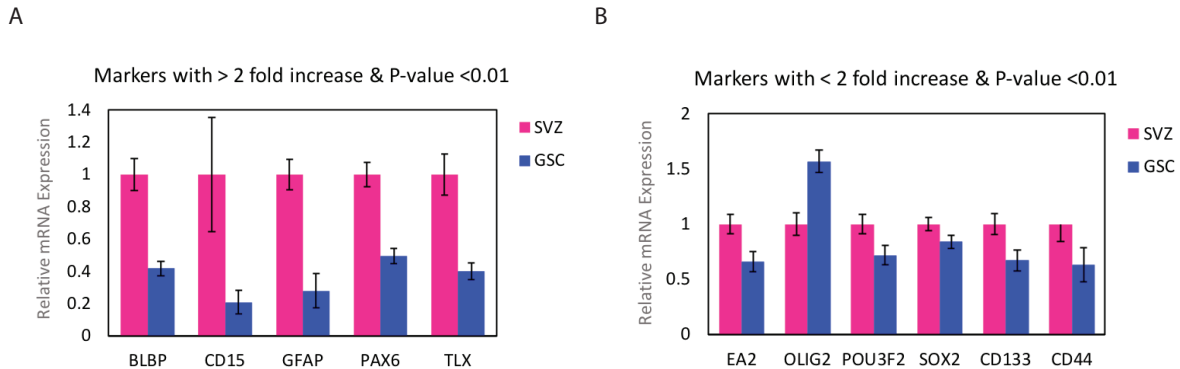 A
Markers with > 2 fold increase & P-value <0.01
Relative mRNA Expression
1.4
1.2
1
0.8
0.6
0.4
0.2
0
BLBP CD15 GFAP PAX6 TLX
SVZ
GSC
B
Markers with < 2 fold increase & P-value <0.01
Relative mRNA Expression
2
1.5
1
0.5
0
EA2 OLIG2 POU3F2 SOX2 CD133 CD44
SVZ
GSC